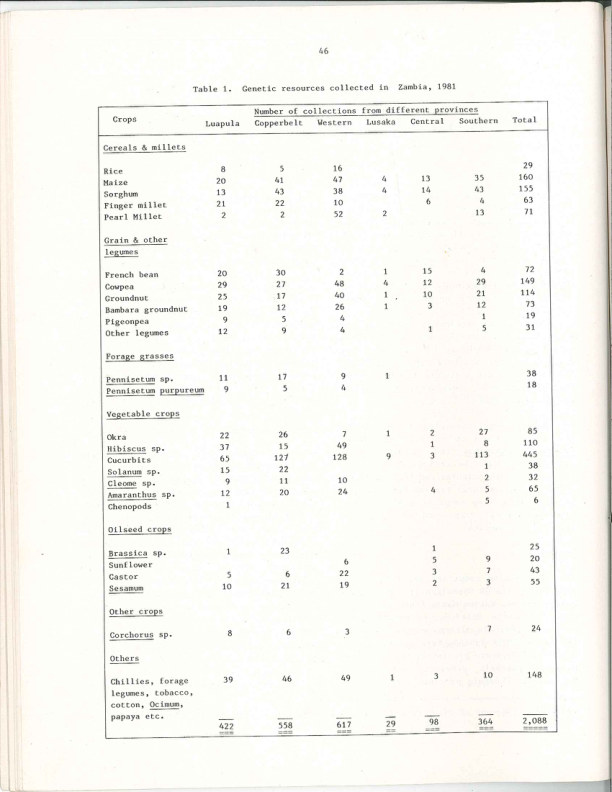 46
Table 1. Genetic resources collected in Zambia, 1981
Number of collections from different provinces
Crops Luapula Copperbelt Western Lusaka Central Southern Total
Cereals & millets
Rice 8 5 16 29
Maize 20 41 47 4 13 35 160
Sorghum 13 43 38 4 14 43 155
Finger millet 21 22 10 6 4 63
Pearl Millet 2 2 52 2 13 71
Grain & other
legumes
French bean 20 30 2 1 15 4 72
Cowpea 29 27 48 4 12 29 149
Groundnut 25 17 40 1 10 21 114
Bambara groundnut 19 12 26 1 3 12 73
Pigeonpea 9 5 4 1 19
Other legumes 12 9 4 1 5 31
Forage grasses
Pennisetum sp. 11 17 9 1 38
Pennisetum purpureum 9 5 4 18
Vegetable crops
Okra 22 26 7 1 2 27 85
Hibiscus sp. 37 15 49 1 8 110
Cucurbits 65 127 128 9 3 113 445
Solanum sp. 15 22 1 38
Cleome sp. 9 11 10 2 32
Amaranthus sp. 12 20 24 4 5 65
Chenopods 1 5 6
Oilseed crops
Brassica sp. 1 23 1 25
Sunflower 6 5 9 20
Castor 5 6 22 3 7 43
Sesamum 10 21 19 2 3 55
Other crops
Corchorus sp. 8 6 3 7 24
Others
Chillies, forage 39 46 49 1 3 10 148
legumes, tobacco,
cotton, Ocimum,
papaya etc.
422 558 617 29 98 364 2,088